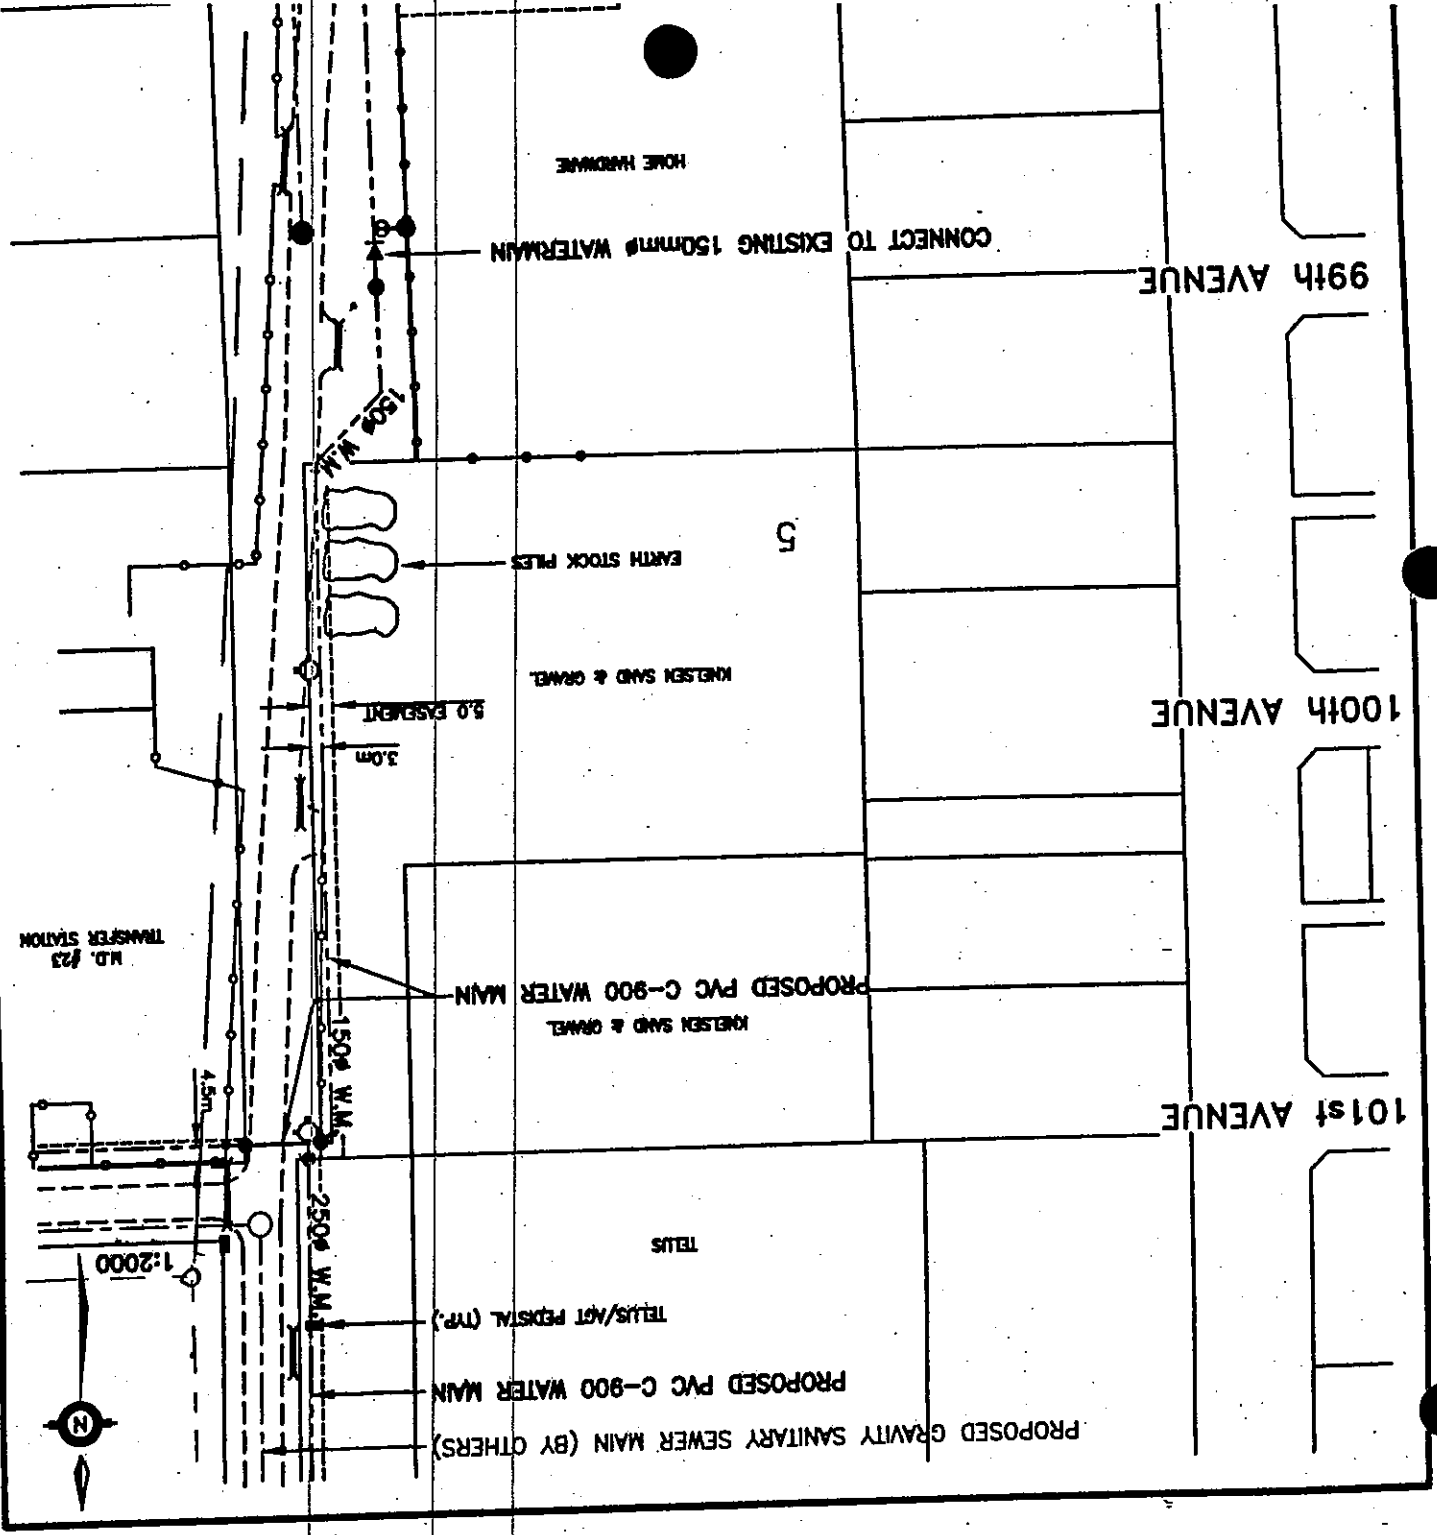 PROPOSED GRAVITY SANITARY SEWER MAIN (BY OTHERS)
PROPOSED PVC C-900 WATER MAIN
N
TELUS/AGT PEDISTAL (TYP.)
1:2000
250ø W.M.
TELUS
101st AVENUE
4.5m
150ø W.M.
KNELSEN SAND & GRAVEL
PROPOSED PVC C-900 WATER MAIN
M.D. #23
TRANSFER STATION
3.0m
5.0 EASEMENT
100th AVENUE
KNELSEN SAND & GRAVEL
EARTH STOCK PILES
5
150ø W.M
99th AVENUE
CONNECT TO EXISTING 150mmø WATERMAIN
HOME HARDWARE